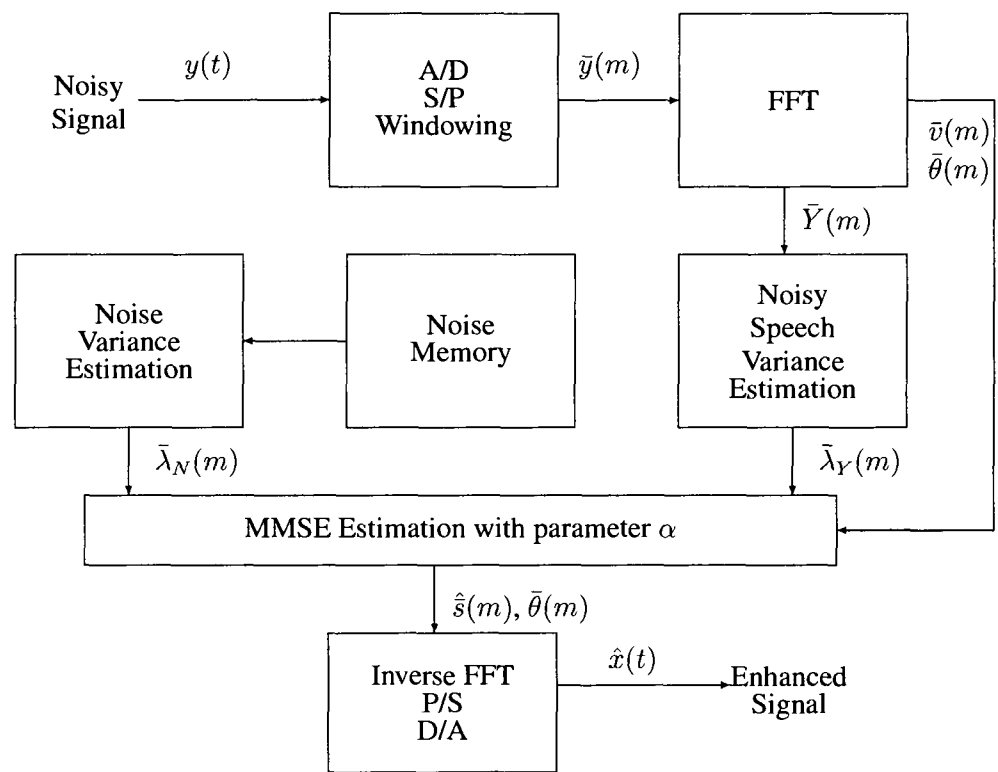 Noisy
Signal
y(t)
A/D
S/P
Windowing
ȳ(m)
FFT
v̄(m)
θ̄(m)
Ȳ(m)
Noise
Variance
Estimation
Noise
Memory
Noisy
Speech
Variance
Estimation
λ̄_N(m)
λ̄_Y(m)
MMSE Estimation with parameter α
ŝ̄(m), θ̄(m)
Inverse FFT
P/S
D/A
x̂(t)
Enhanced
Signal